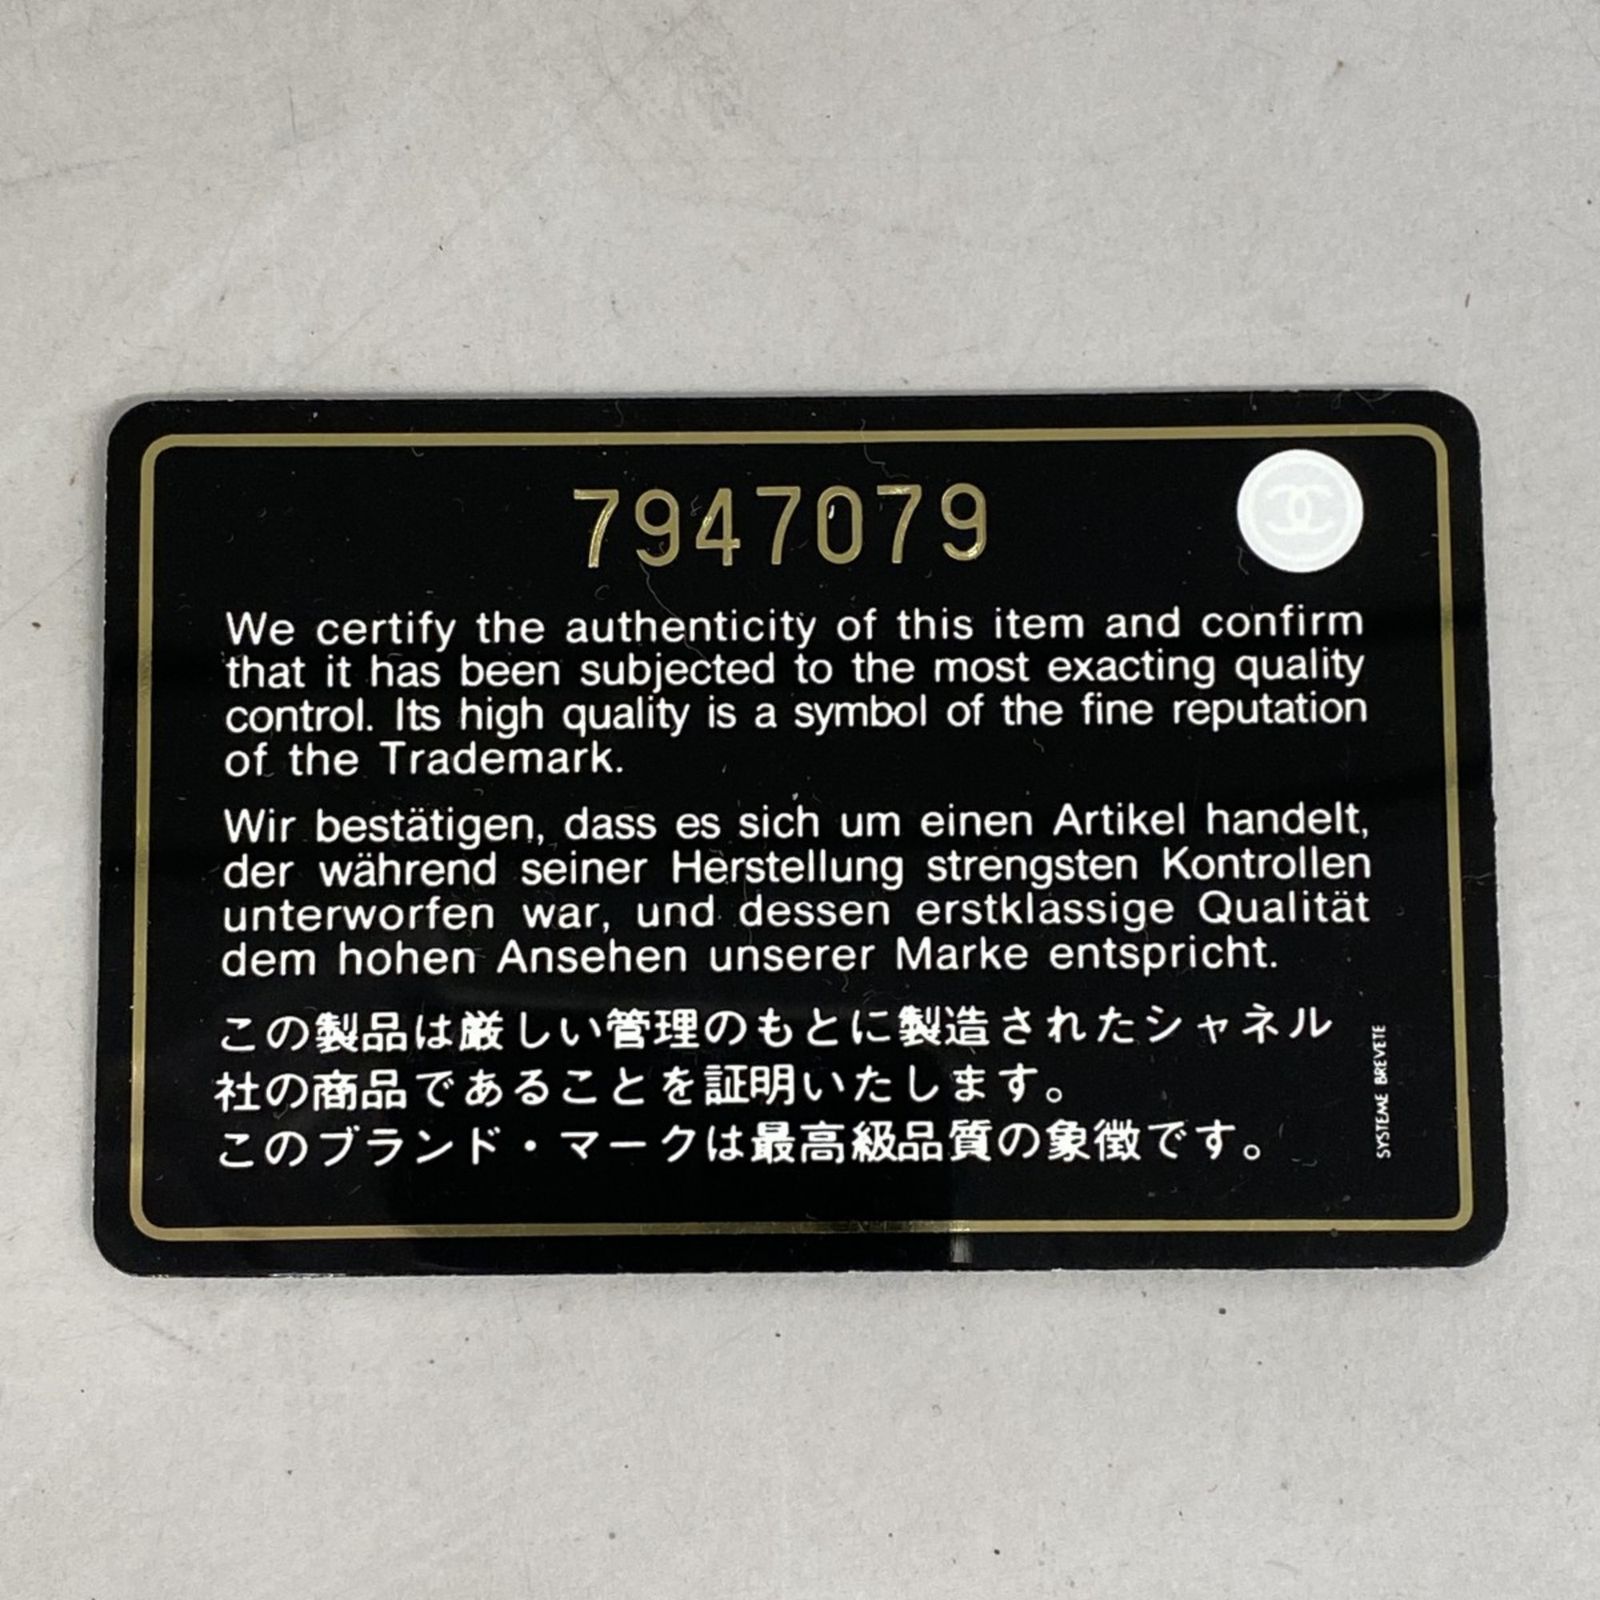 7947079
We certify the authenticity of this item and confirm
that it has been subjected to the most exacting quality
control. Its high quality is a symbol of the fine reputation
of the Trademark.
Wir bestätigen, dass es sich um einen Artikel handelt,
der während seiner Herstellung strengsten Kontrollen
unterworfen war, und dessen erstklassige Qualität
dem hohen Ansehen unserer Marke entspricht.
この製品は厳しい管理のもとに製造されたシャネル
社の商品であることを証明いたします。
このブランド・マークは最高級品質の象徴です。
SYSTEME BREVETE